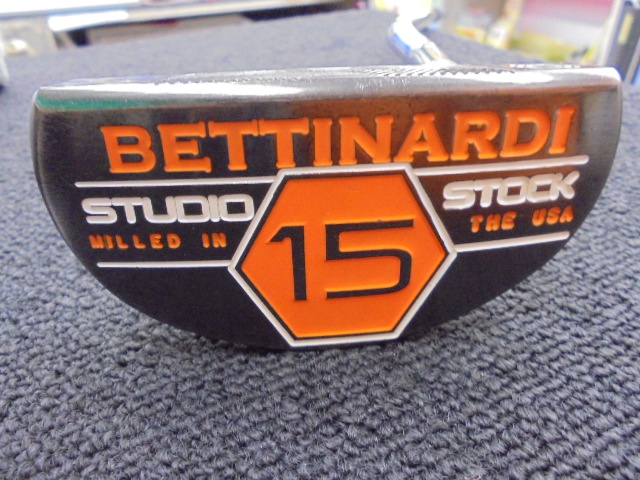 BETTINARDI
STUDIO STOCK
MILLED IN THE USA
15